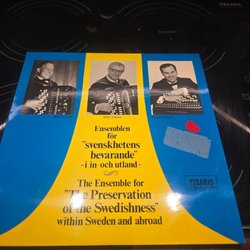 Ensemblen
för
"svenskhetens
bevarande"
-i in och utland-
The Ensemble for
"The Preservation
of the Swedishness"
within Sweden and abroad
PYRAMID